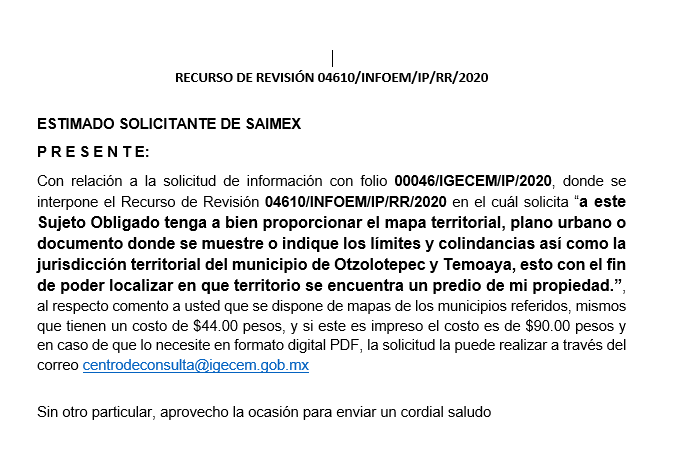 RECURSO DE REVISIÓN 04610/INFOEM/IP/RR/2020
ESTIMADO SOLICITANTE DE SAIMEX
P R E S E N T E:
Con relación a la solicitud de información con folio 00046/IGECEM/IP/2020, donde se
interpone el Recurso de Revisión 04610/INFOEM/IP/RR/2020 en el cuál solicita “a este
Sujeto Obligado tenga a bien proporcionar el mapa territorial, plano urbano o
documento donde se muestre o indique los límites y colindancias así como la
jurisdicción territorial del municipio de Otzolotepec y Temoaya, esto con el fin
de poder localizar en que territorio se encuentra un predio de mi propiedad.”,
al respecto comento a usted que se dispone de mapas de los municipios referidos, mismos
que tienen un costo de $44.00 pesos, y si este es impreso el costo es de $90.00 pesos y
en caso de que lo necesite en formato digital PDF, la solicitud la puede realizar a través del
correo centrodeconsulta@igecem.gob.mx
Sin otro particular, aprovecho la ocasión para enviar un cordial saludo